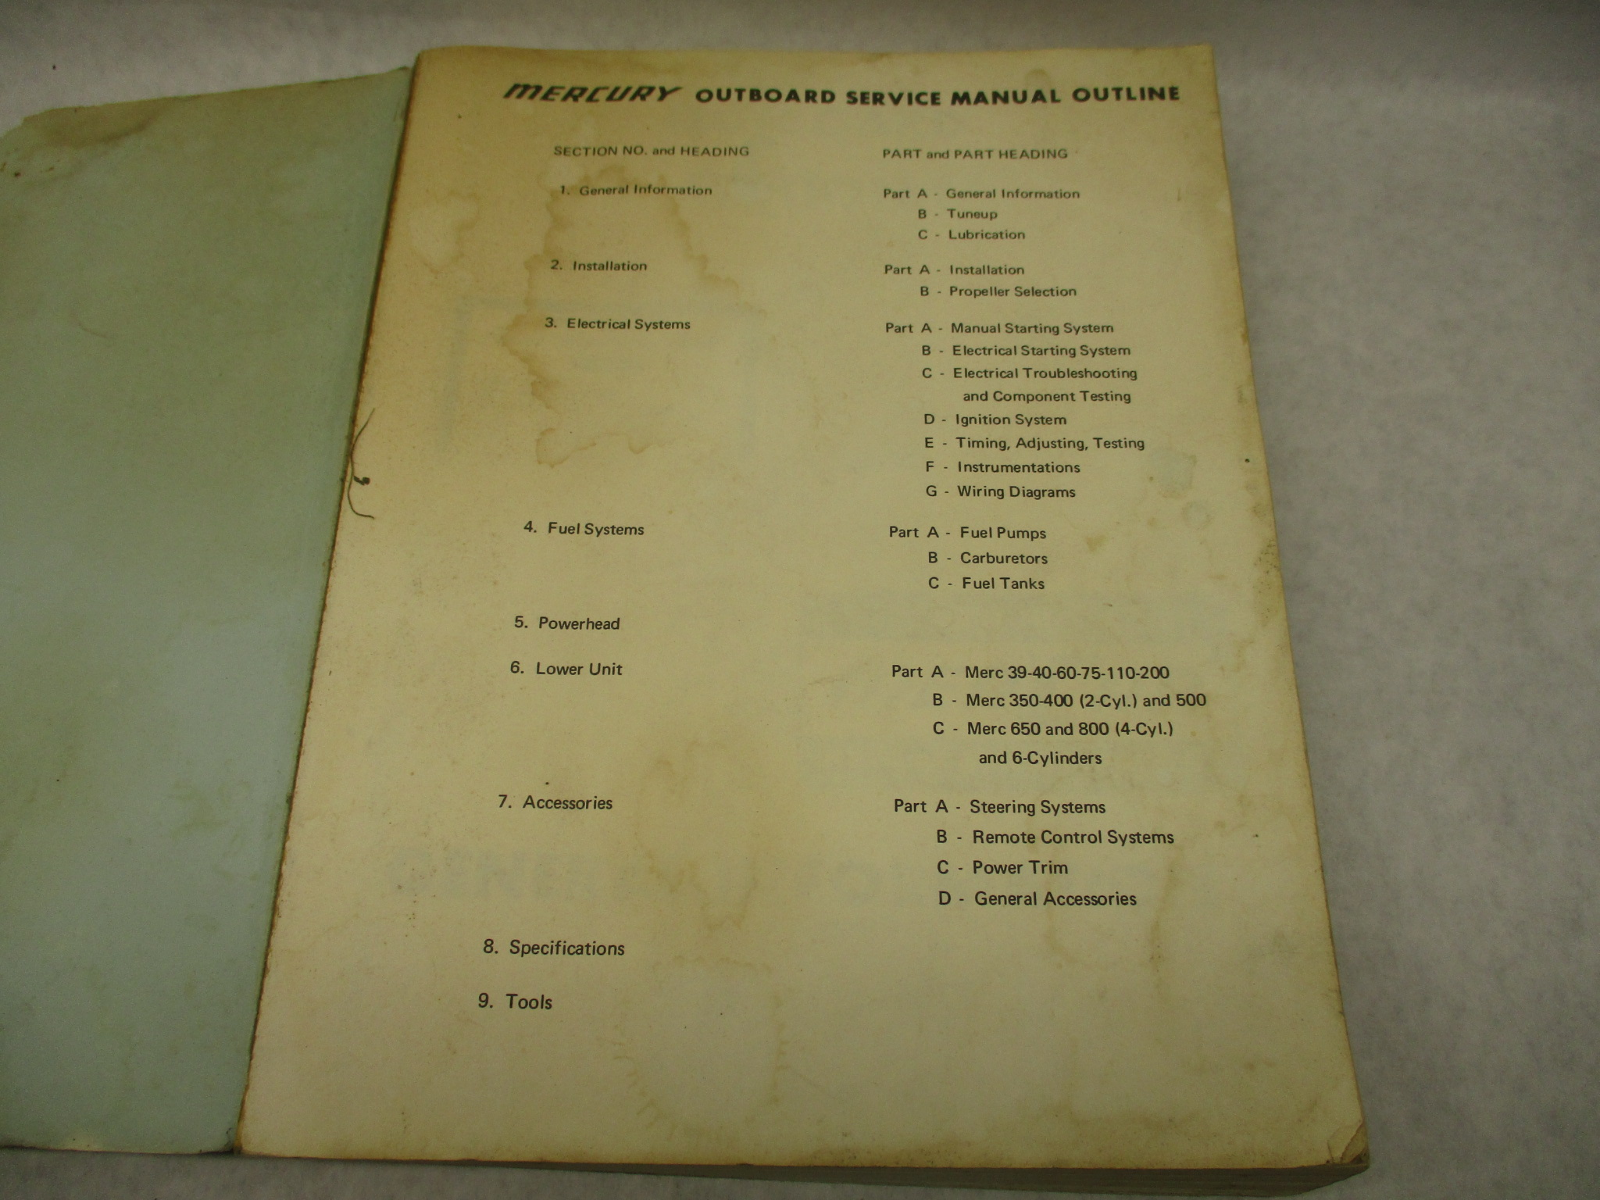 MERCURY OUTBOARD SERVICE MANUAL OUTLINE
SECTION NO. and HEADING PART and PART HEADING
1. General Information Part A - General Information
B - Tuneup
C - Lubrication
2. Installation Part A - Installation
B - Propeller Selection
3. Electrical Systems Part A - Manual Starting System
B - Electrical Starting System
C - Electrical Troubleshooting
and Component Testing
D - Ignition System
E - Timing, Adjusting, Testing
F - Instrumentations
G - Wiring Diagrams
4. Fuel Systems Part A - Fuel Pumps
B - Carburetors
C - Fuel Tanks
5. Powerhead
6. Lower Unit Part A - Merc 39-40-60-75-110-200
B - Merc 350-400 (2-Cyl.) and 500
C - Merc 650 and 800 (4-Cyl.)
and 6-Cylinders
7. Accessories Part A - Steering Systems
B - Remote Control Systems
C - Power Trim
D - General Accessories
8. Specifications
9. Tools